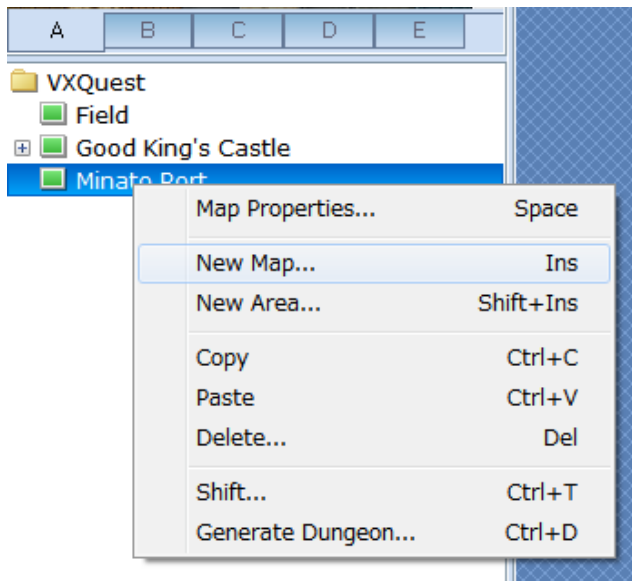 A B C D E
VXQuest
Field
Good King's Castle
Minato Port
Map Properties... Space
New Map... Ins
New Area... Shift+Ins
Copy Ctrl+C
Paste Ctrl+V
Delete... Del
Shift... Ctrl+T
Generate Dungeon... Ctrl+D